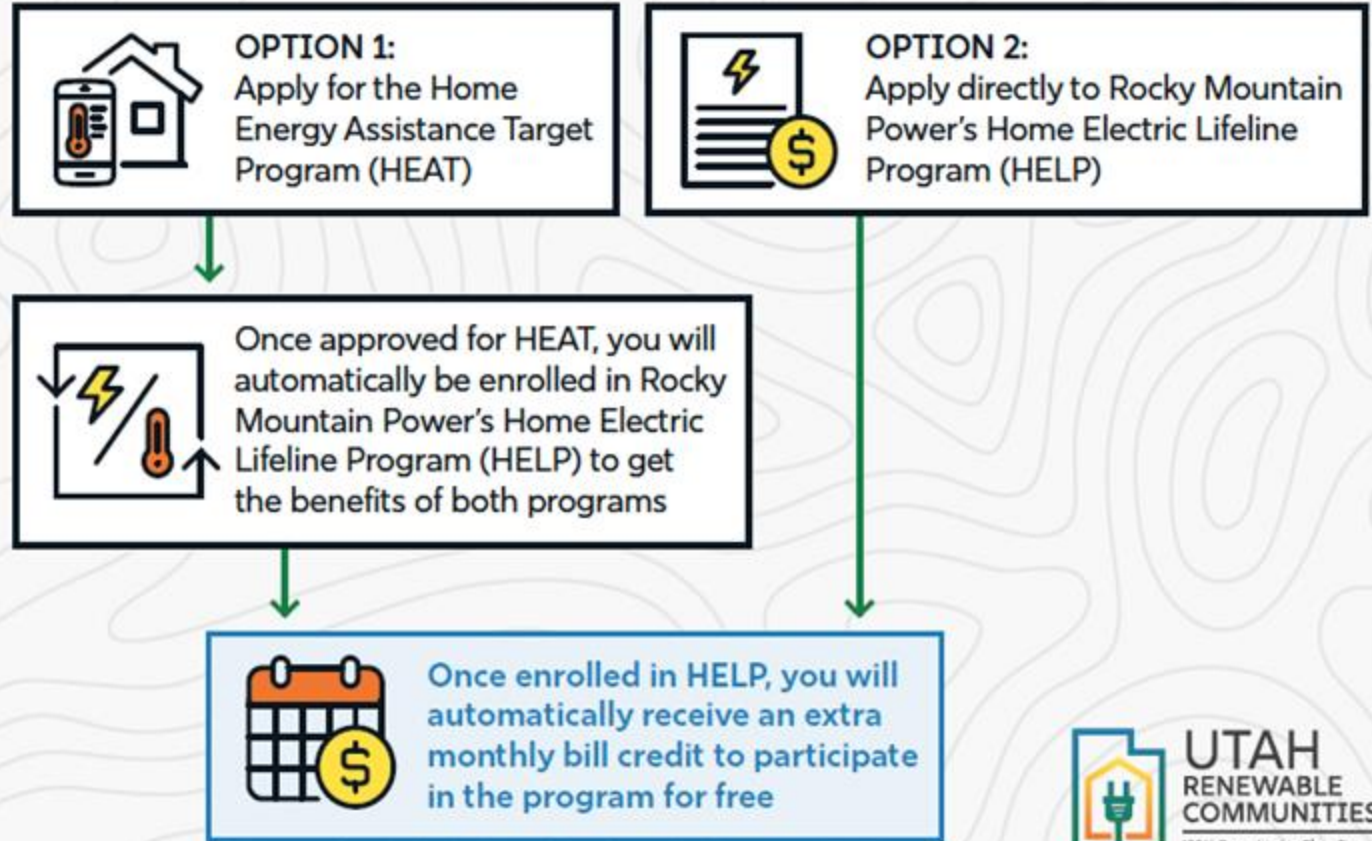 OPTION 1:
Apply for the Home
Energy Assistance Target
Program (HEAT)
OPTION 2:
Apply directly to Rocky Mountain
Power's Home Electric Lifeline
Program (HELP)
Once approved for HEAT, you will
automatically be enrolled in Rocky
Mountain Power's Home Electric
Lifeline Program (HELP) to get
the benefits of both programs
Once enrolled in HELP, you will
automatically receive an extra
monthly bill credit to participate
in the program for free
UTAH
RENEWABLE
COMMUNITIES